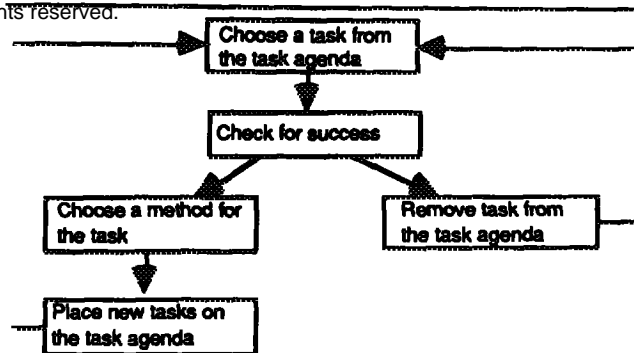 nts reserved.
Choose a task from
the task agenda
Check for success
Choose a method for
the task
Remove task from
the task agenda
Place new tasks on
the task agenda